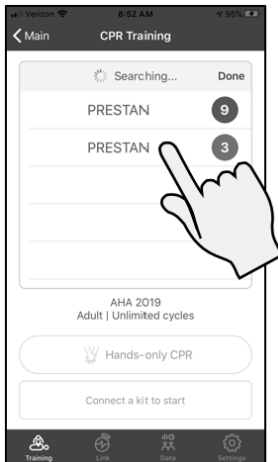 Verizon 8:52 AM 95%
Main CPR Training
Searching... Done
PRESTAN 9
PRESTAN 3
AHA 2019
Adult | Unlimited cycles
Hands-only CPR
Connect a kit to start
Training Link Data Settings